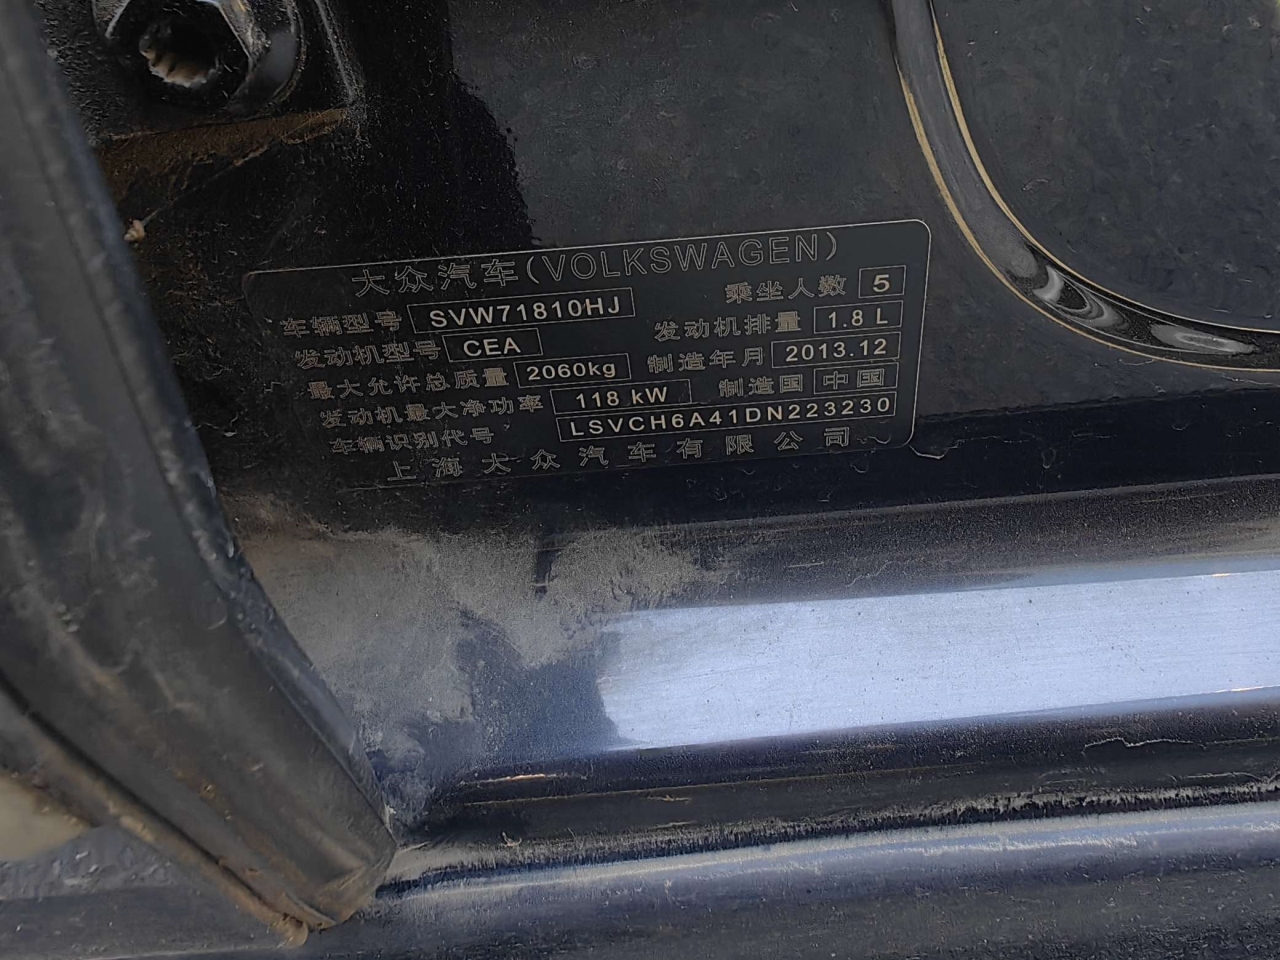 大众汽车(VOLKSWAGEN)
车辆型号 SVW71810HJ 乘坐人数 5
发动机型号 CEA 发动机排量 1.8 L
最大允许总质量 2060kg 制造年月 2013.12
发动机最大净功率 118 kW 制造国 中国
车辆识别代号 LSVCH6A41DN223230
上海大众汽车有限公司